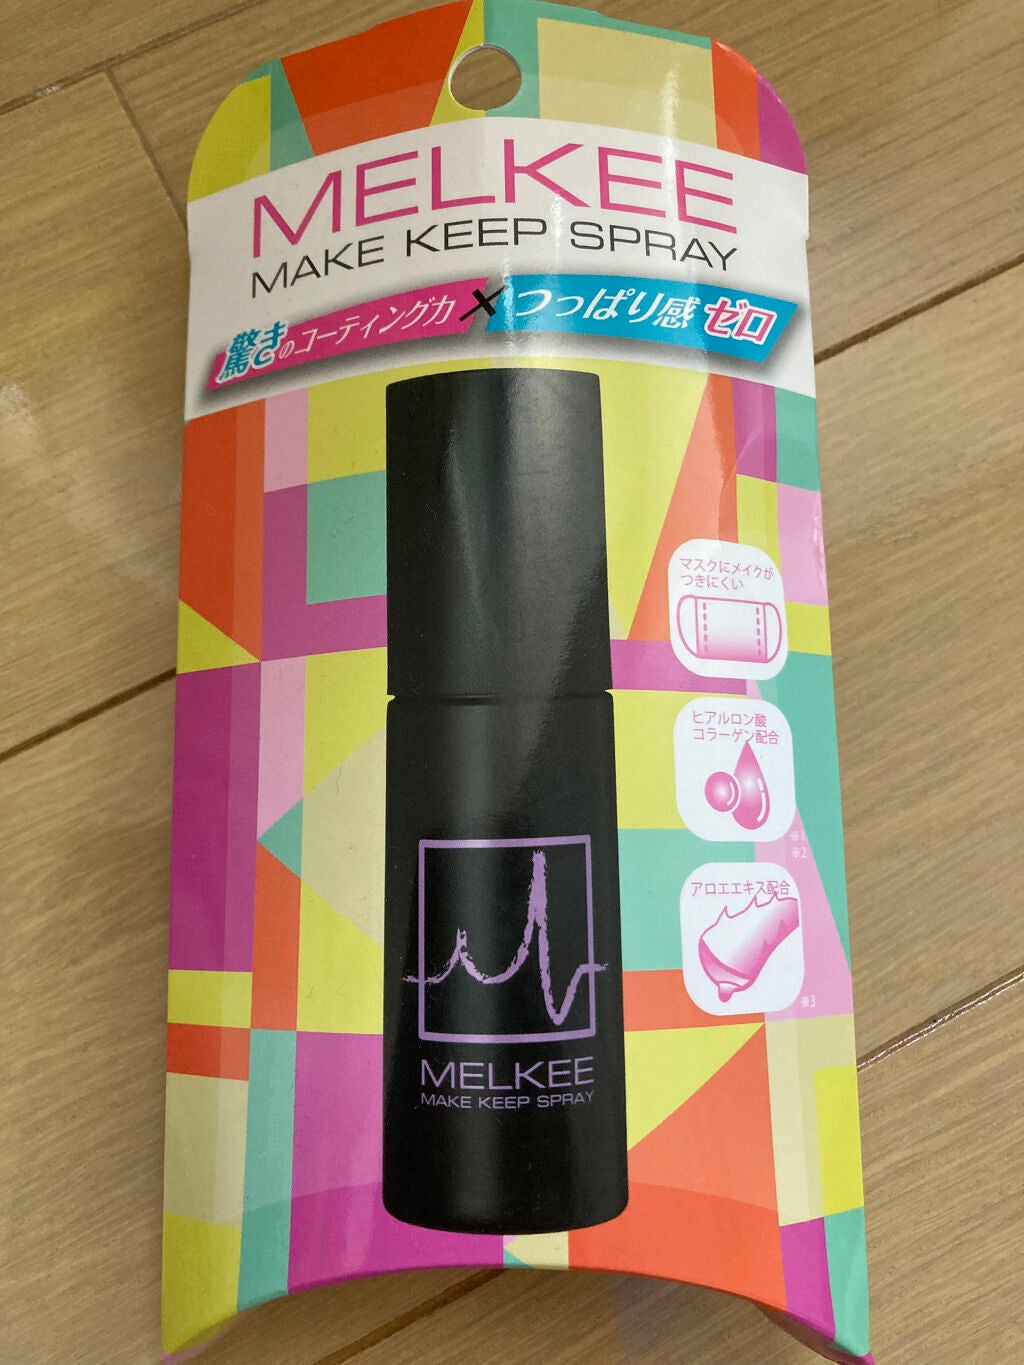 MELKEE
MAKE KEEP SPRAY
驚きのコーティング力×つっぱり感ゼロ
マスクにメイクが
つきにくい
ヒアルロン酸
コラーゲン配合
※1
※2
アロエエキス配合
※3
MELKEE
MAKE KEEP SPRAY